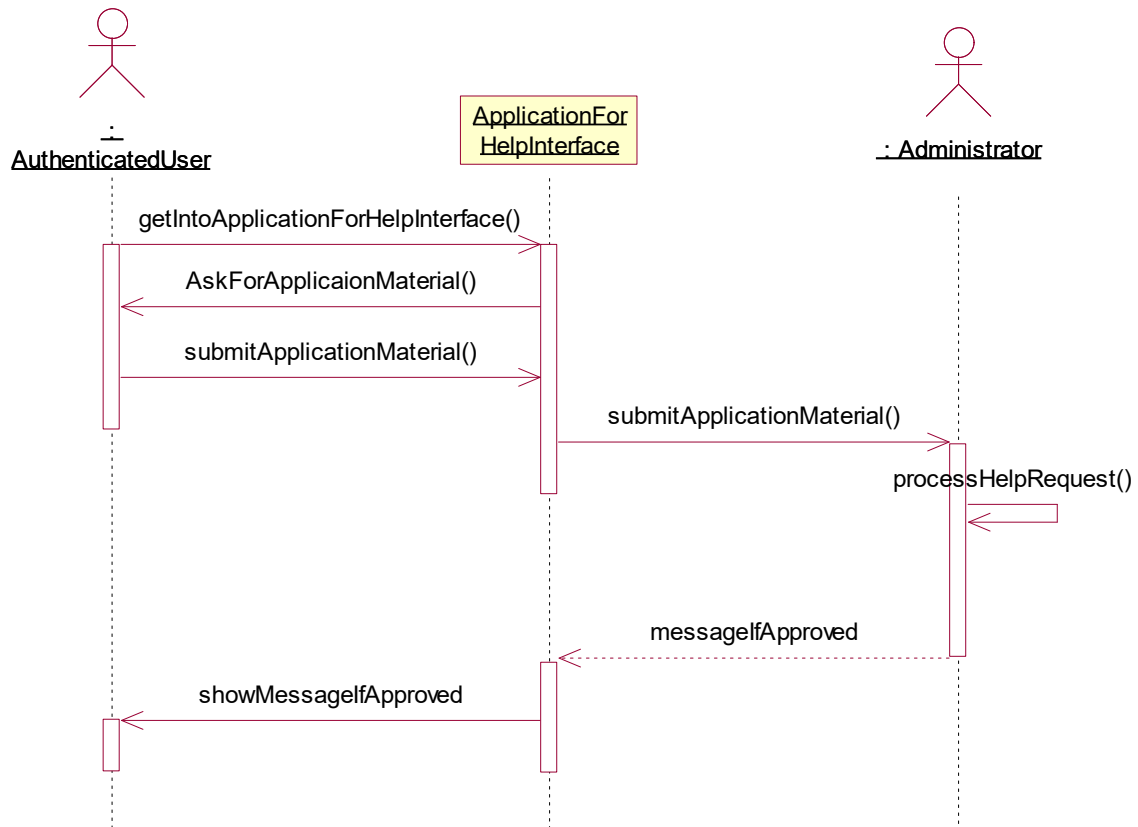 :
AuthenticatedUser
ApplicationFor
HelpInterface
: Administrator
getIntoApplicationForHelpInterface()
AskForApplicaionMaterial()
submitApplicationMaterial()
submitApplicationMaterial()
processHelpRequest()
messageIfApproved
showMessageIfApproved